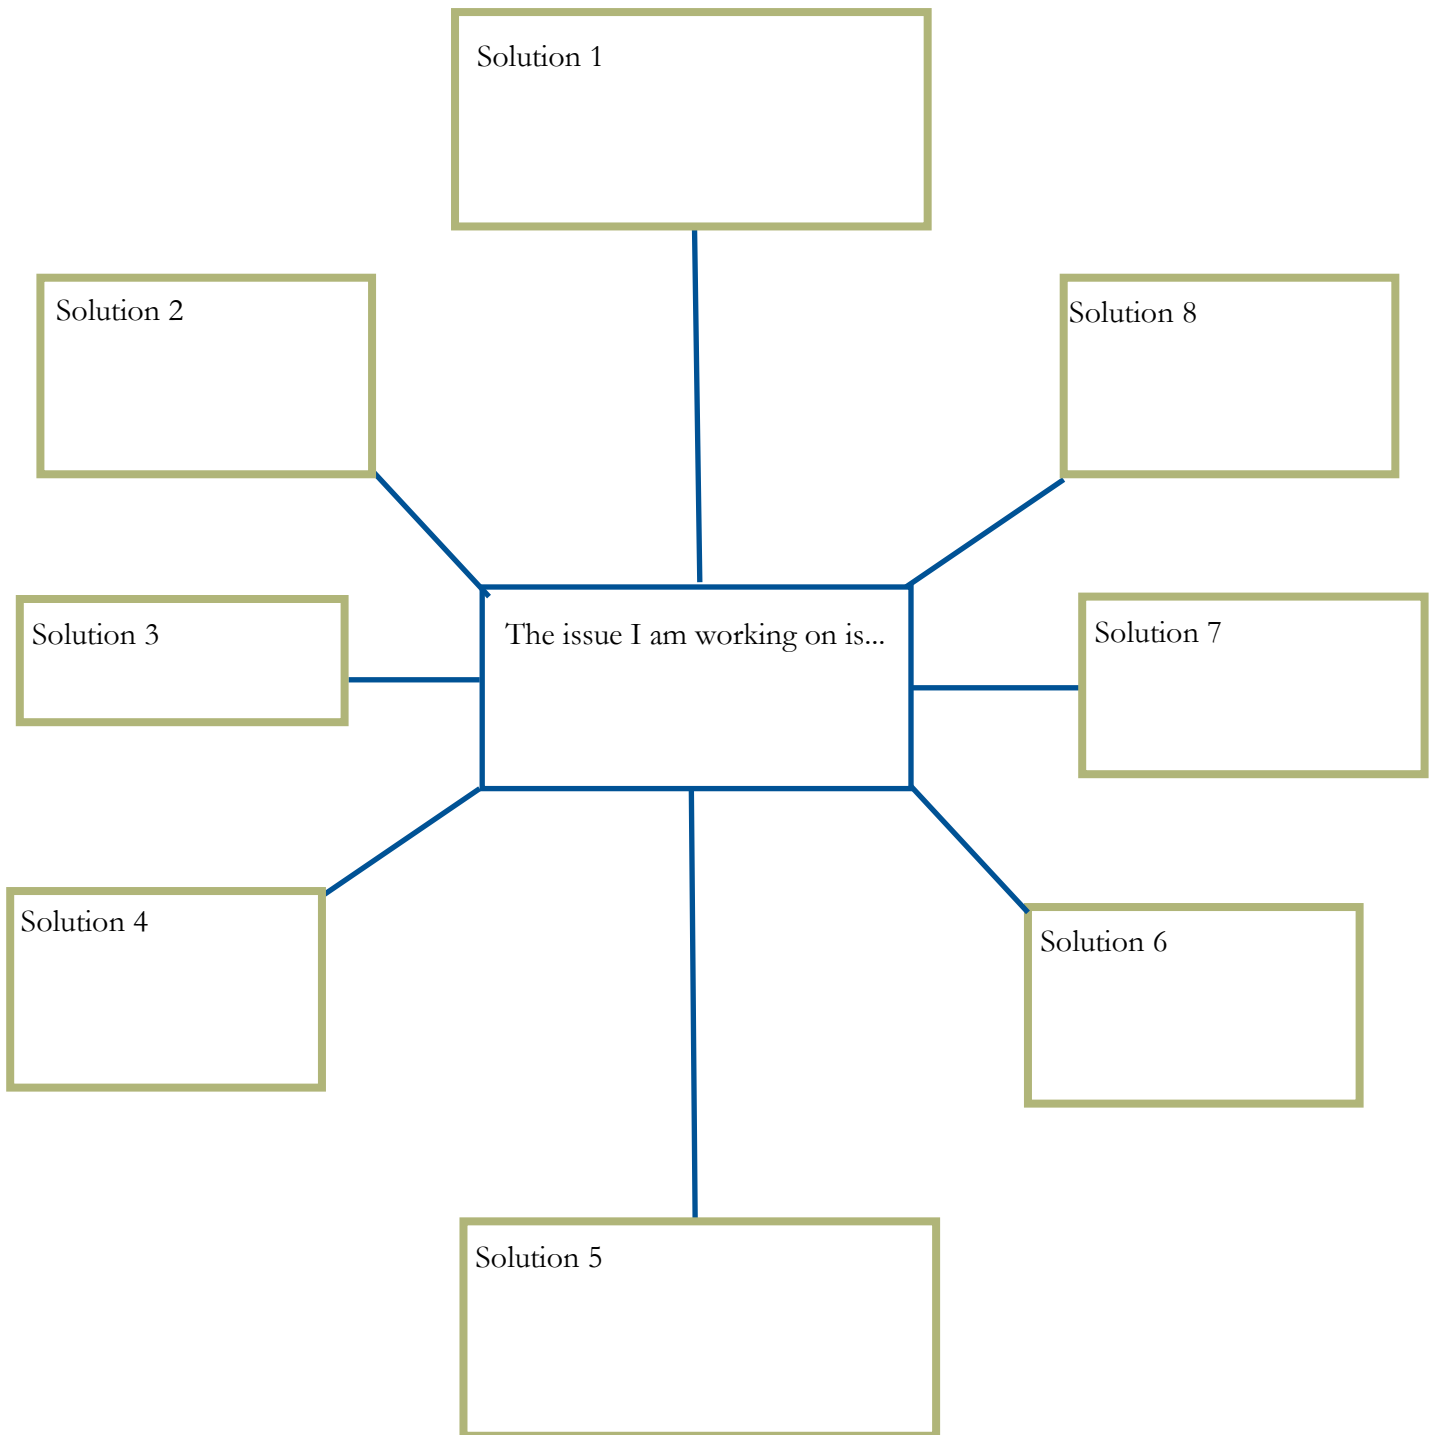 Solution 1
Solution 2
Solution 8
The issue I am working on is...
Solution 3
Solution 7
Solution 4
Solution 6
Solution 5